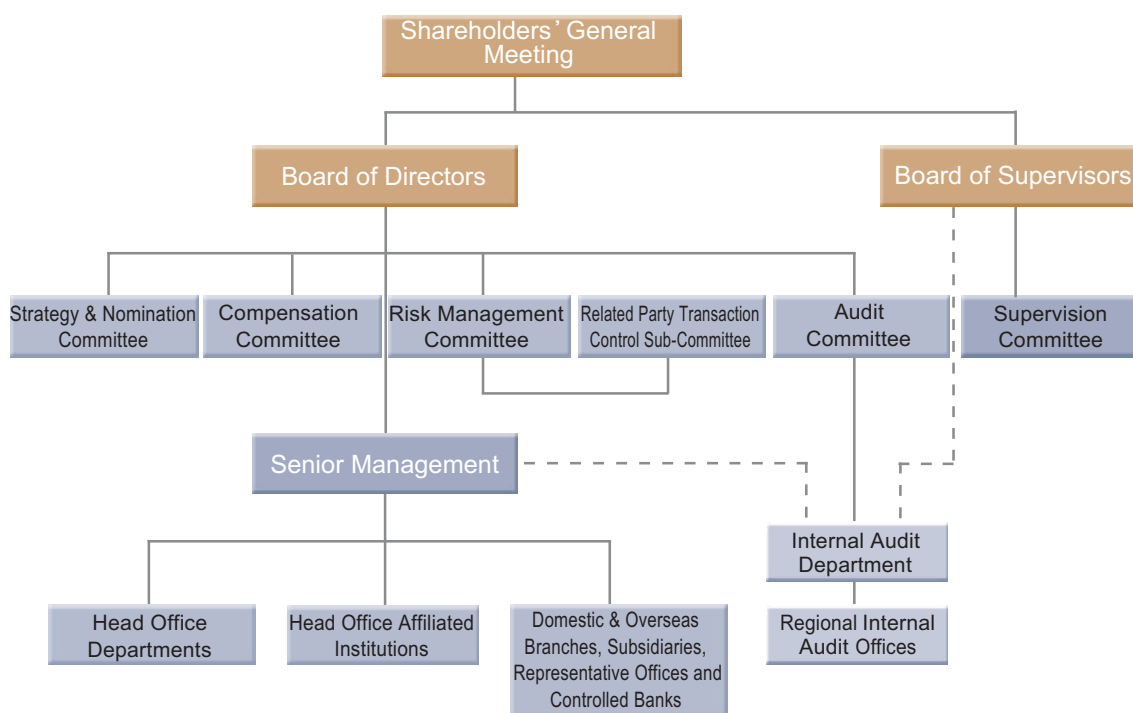 Shareholders’ General
Meeting
Board of Directors
Board of Supervisors
Strategy & Nomination
Committee
Compensation
Committee
Risk Management
Committee
Related Party Transaction
Control Sub-Committee
Audit
Committee
Supervision
Committee
Senior Management
Internal Audit
Department
Head Office
Departments
Head Office Affiliated
Institutions
Domestic & Overseas
Branches, Subsidiaries,
Representative Offices and
Controlled Banks
Regional Internal
Audit Offices